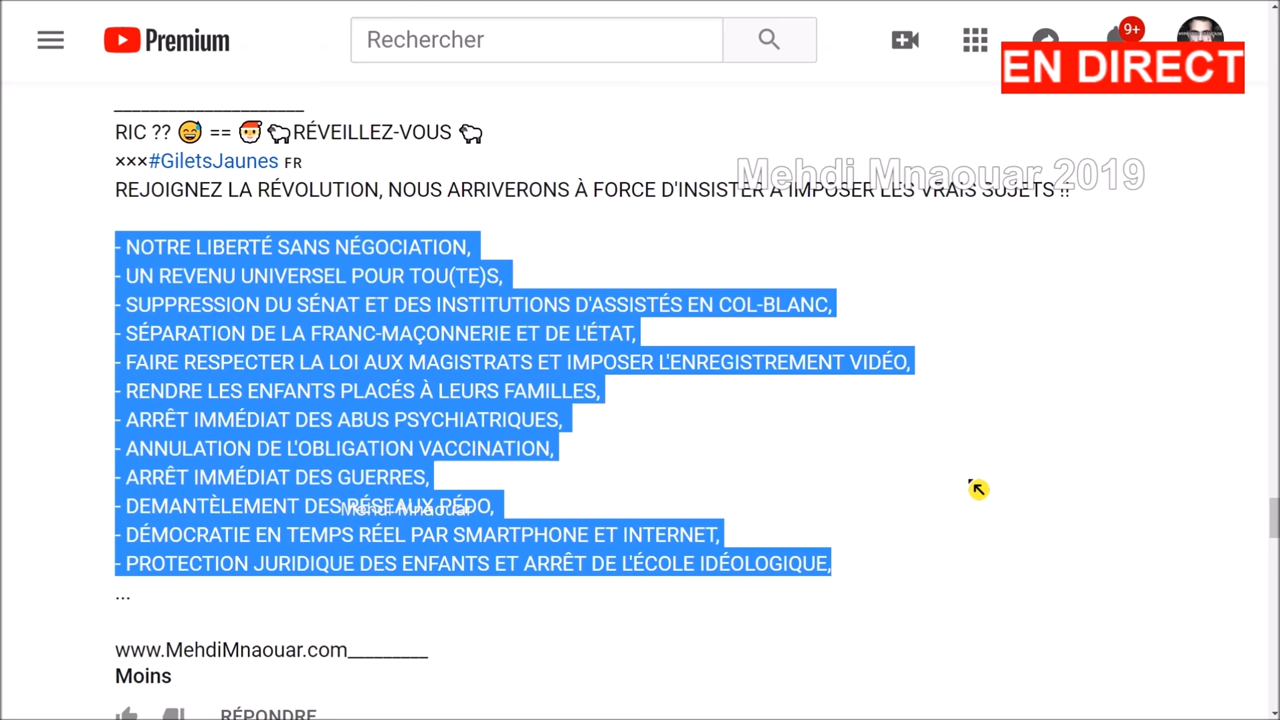 Premium
Rechercher
9+
EN DIRECT
RIC ?? 😅 == 🎅🐑RÉVEILLEZ-VOUS 🐑
×××#GiletsJaunes FR
Mehdi Mnaouar 2019
REJOIGNEZ LA RÉVOLUTION, NOUS ARRIVERONS À FORCE D'INSISTER À IMPOSER LES VRAIS SUJETS !!
- NOTRE LIBERTÉ SANS NÉGOCIATION,
- UN REVENU UNIVERSEL POUR TOU(TE)S,
- SUPPRESSION DU SÉNAT ET DES INSTITUTIONS D'ASSISTÉS EN COL-BLANC,
- SÉPARATION DE LA FRANC-MAÇONNERIE ET DE L'ÉTAT,
- FAIRE RESPECTER LA LOI AUX MAGISTRATS ET IMPOSER L'ENREGISTREMENT VIDÉO,
- RENDRE LES ENFANTS PLACÉS À LEURS FAMILLES,
- ARRÊT IMMÉDIAT DES ABUS PSYCHIATRIQUES,
- ANNULATION DE L'OBLIGATION VACCINATION,
- ARRÊT IMMÉDIAT DES GUERRES,
- DEMANTÈLEMENT DES RÉSEAUX PÉDO,
Mehdi Mnaouar
- DÉMOCRATIE EN TEMPS RÉEL PAR SMARTPHONE ET INTERNET,
- PROTECTION JURIDIQUE DES ENFANTS ET ARRÊT DE L'ÉCOLE IDÉOLOGIQUE,
...
www.MehdiMnaouar.com_________
Moins
RÉPONDRE